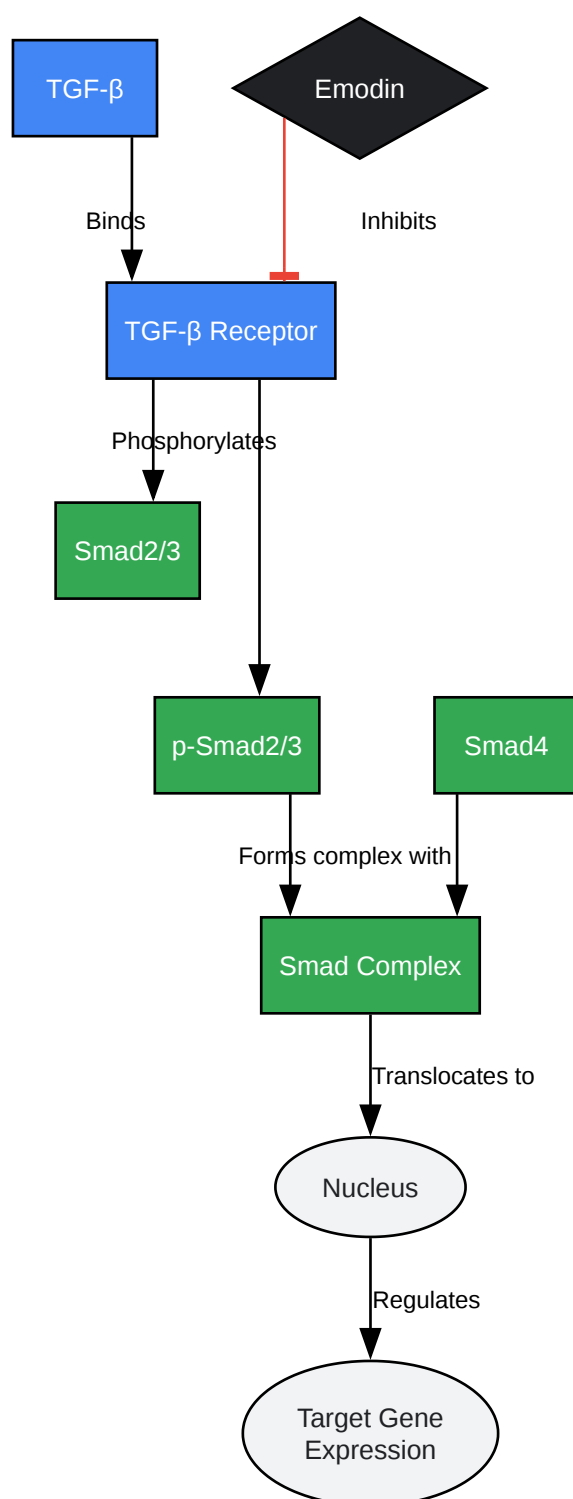 TGF-β
Emodin
Binds
Inhibits
TGF-β Receptor
Phosphorylates
Smad2/3
p-Smad2/3
Smad4
Forms complex with
Smad Complex
Translocates to
Nucleus
Regulates
Target Gene
Expression